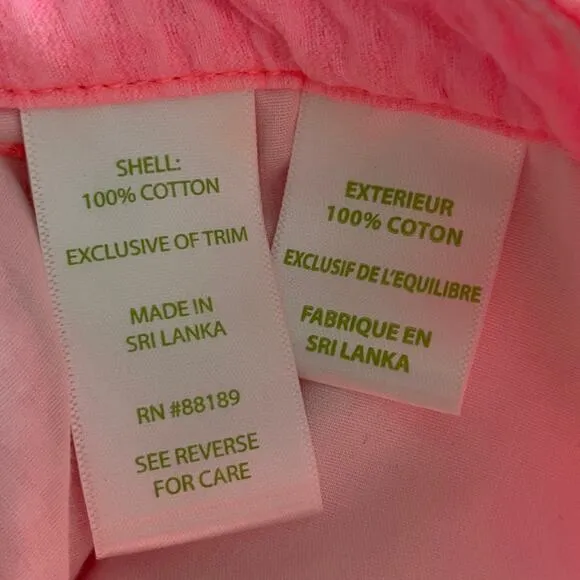 SHELL:
100% COTTON
EXCLUSIVE OF TRIM
MADE IN
SRI LANKA
RN #88189
SEE REVERSE
FOR CARE
EXTERIEUR
100% COTON
EXCLUSIF DE L'EQUILIBRE
FABRIQUE EN
SRI LANKA